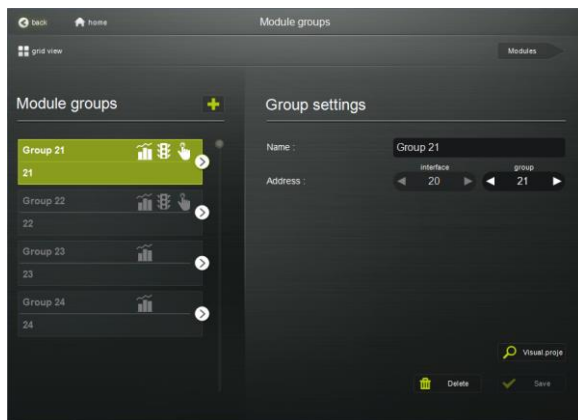 back home Module groups
grid view Modules
Module groups
Group settings
Group 21
21
Group 22
22
Group 23
23
Group 24
24
Name : Group 21
interface group
Address : 20 21
Visual proje
Delete Save